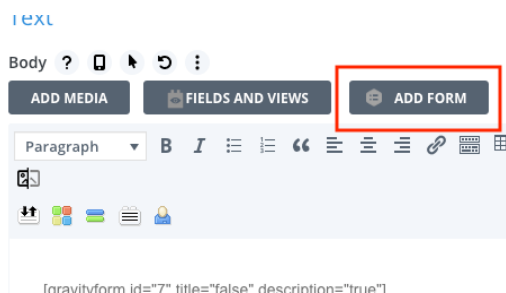 Text
Body ?
ADD MEDIA FIELDS AND VIEWS ADD FORM
Paragraph B I
[gravityform id="7" title="false" description="true"]